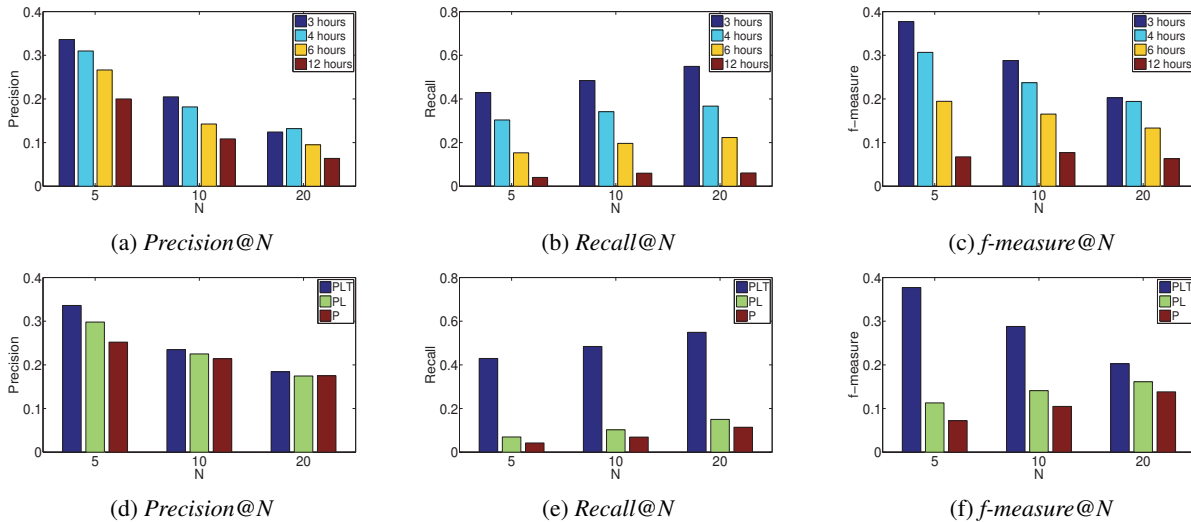 0.4
0.3
0.2
0.1
0
Precision
5
10
20
N
3 hours
4 hours
6 hours
12 hours
(a) Precision@N
0.8
0.6
0.4
0.2
0
Recall
5
10
20
N
3 hours
4 hours
6 hours
12 hours
(b) Recall@N
0.4
0.3
0.2
0.1
0
f-measure
5
10
20
N
3 hours
4 hours
6 hours
12 hours
(c) f-measure@N
0.4
0.3
0.2
0.1
0
Precision
5
10
20
N
PLT
PL
P
(d) Precision@N
0.8
0.6
0.4
0.2
0
Recall
5
10
20
N
PLT
PL
P
(e) Recall@N
0.4
0.3
0.2
0.1
0
f-measure
5
10
20
N
PLT
PL
P
(f) f-measure@N